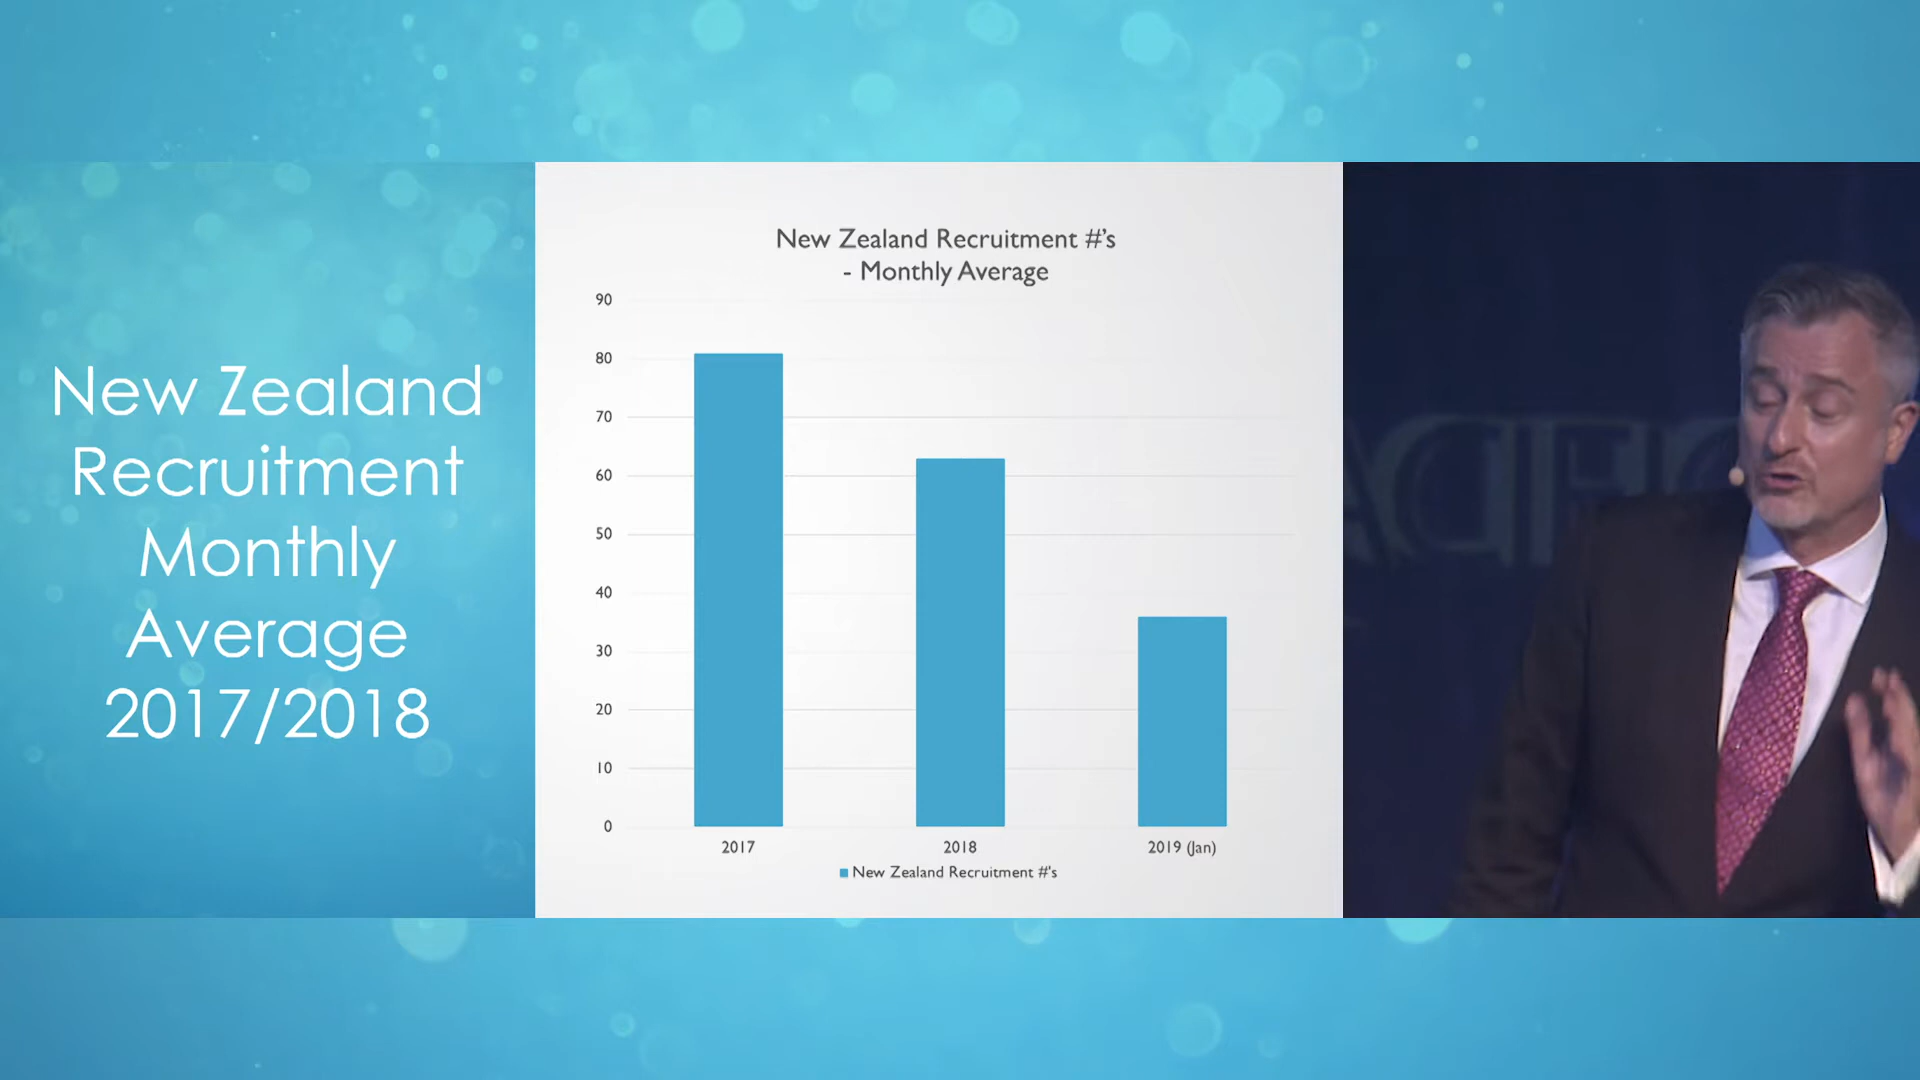 New Zealand
Recruitment
Monthly
Average
2017/2018
New Zealand Recruitment #'s
- Monthly Average
90
80
70
60
50
40
30
20
10
0
2017
2018
2019 (Jan)
New Zealand Recruitment #'s